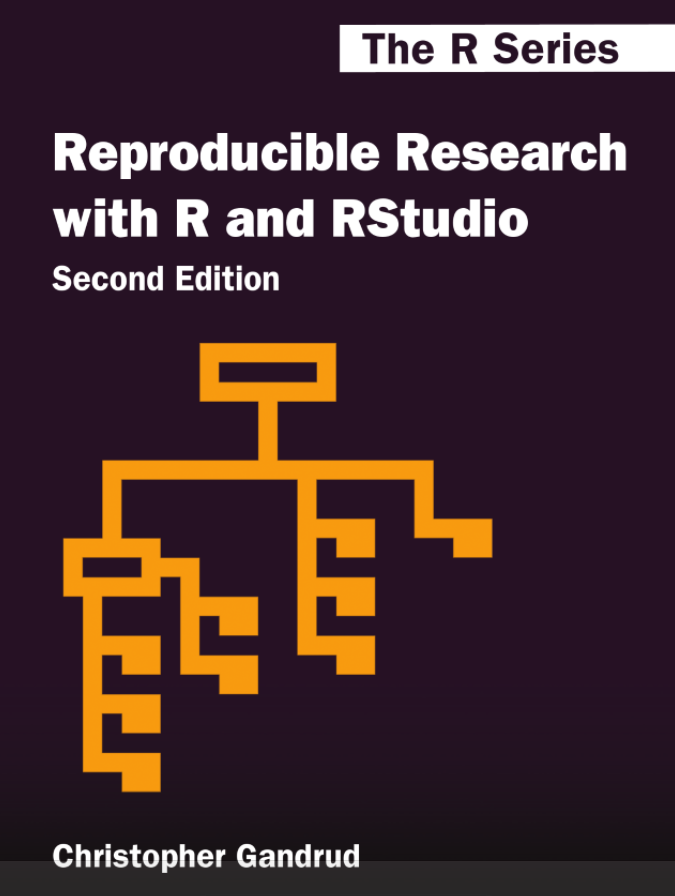 The R Series
Reproducible Research
with R and RStudio
Second Edition
Christopher Gandrud